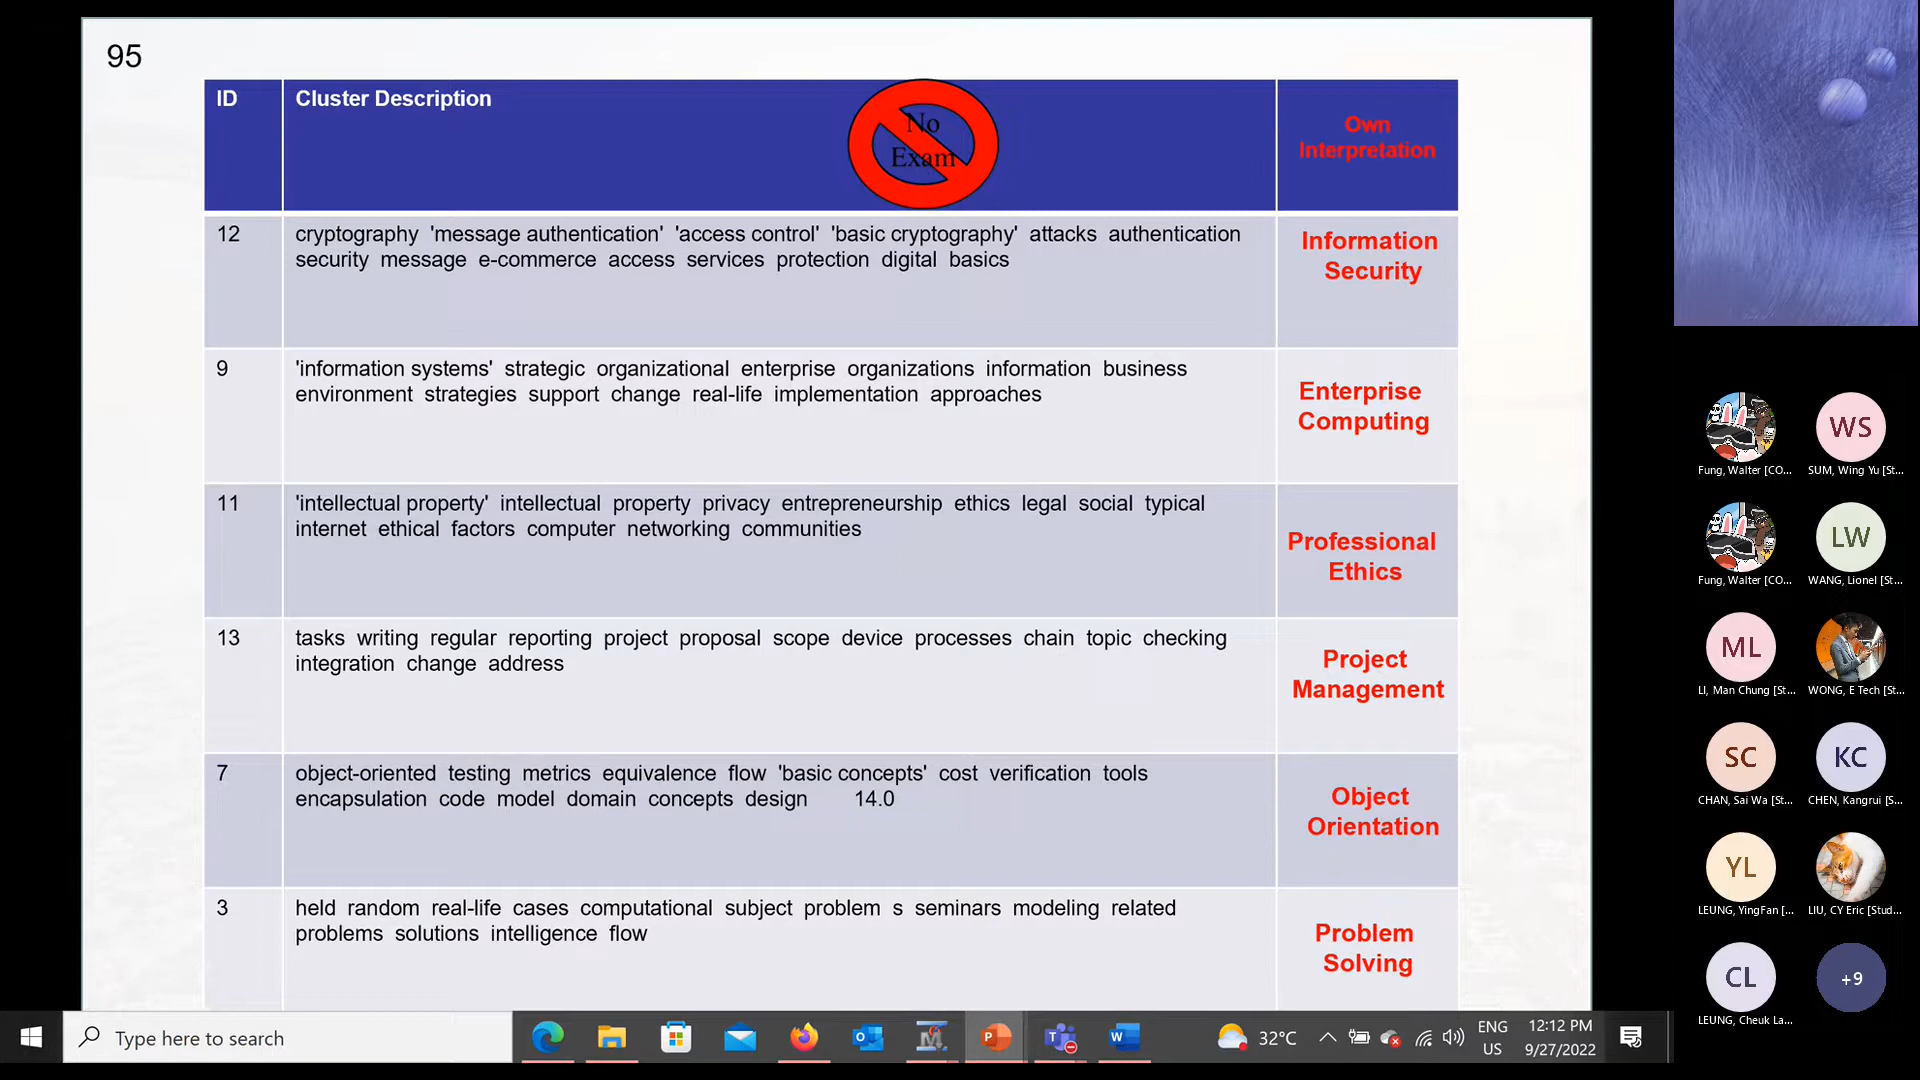 95
ID
Cluster Description
No
Exam
Own
Interpretation
12
cryptography 'message authentication' 'access control' 'basic cryptography' attacks authentication
security message e-commerce access services protection digital basics
Information
Security
9
'information systems' strategic organizational enterprise organizations information business
environment strategies support change real-life implementation approaches
Enterprise
Computing
11
'intellectual property' intellectual property privacy entrepreneurship ethics legal social typical
internet ethical factors computer networking communities
Professional
Ethics
13
tasks writing regular reporting project proposal scope device processes chain topic checking
integration change address
Project
Management
7
object-oriented testing metrics equivalence flow 'basic concepts' cost verification tools
encapsulation code model domain concepts design 14.0
Object
Orientation
3
held random real-life cases computational subject problem s seminars modeling related
problems solutions intelligence flow
Problem
Solving
Fung, Walter [CO...
WS
SUM, Wing Yu [St...
Fung, Walter [CO...
LW
WANG, Lionel [St...
ML
LI, Man Chung [St...
WONG, E Tech [St...
SC
CHAN, Sai Wa [St...
KC
CHEN, Kangrui [S...
YL
LEUNG, YingFan [...
LIU, CY Eric [Stud...
CL
LEUNG, Cheuk La...
+9
Type here to search
32°C
ENG
US
12:12 PM
9/27/2022